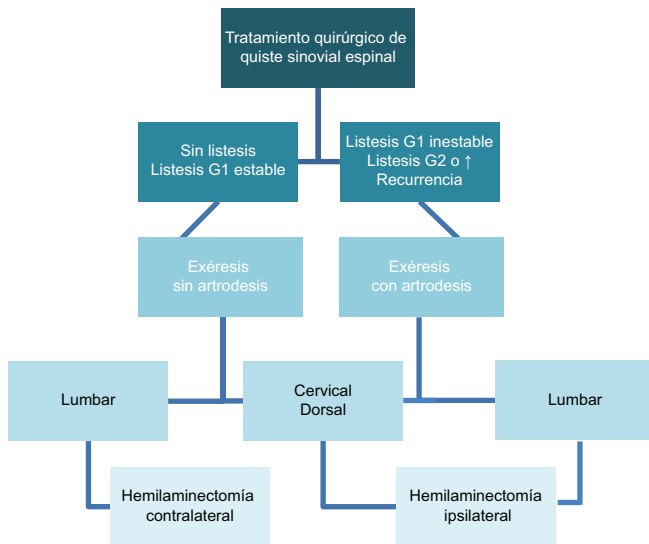 Tratamiento quirúrgico de
quiste sinovial espinal
Sin listesis
Listesis G1 estable
Listesis G1 inestable
Listesis G2 o ↑
Recurrencia
Exéresis
sin artrodesis
Exéresis
con artrodesis
Lumbar
Cervical
Dorsal
Lumbar
Hemilaminectomía
contralateral
Hemilaminectomía
ipsilateral